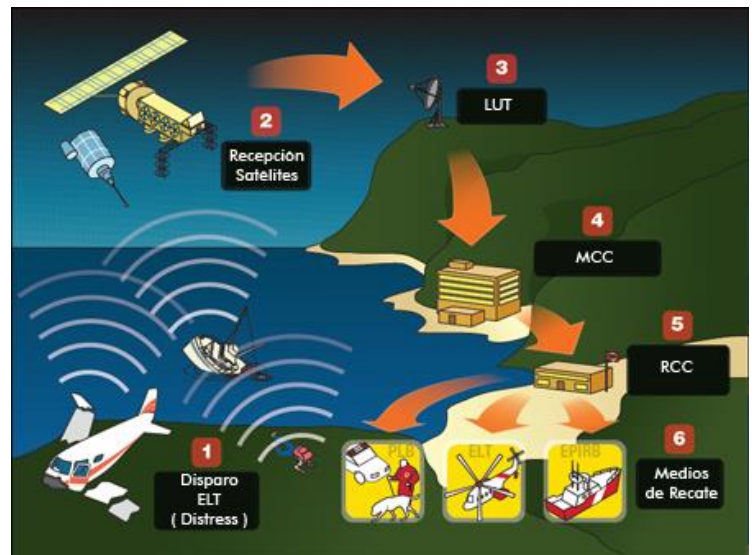 3
LUT
2
Recepción
Satélites
4
MCC
5
RCC
1
Disparo
ELT
( Distress )
PLB
ELT
EPIRB
6
Medios
de Recate